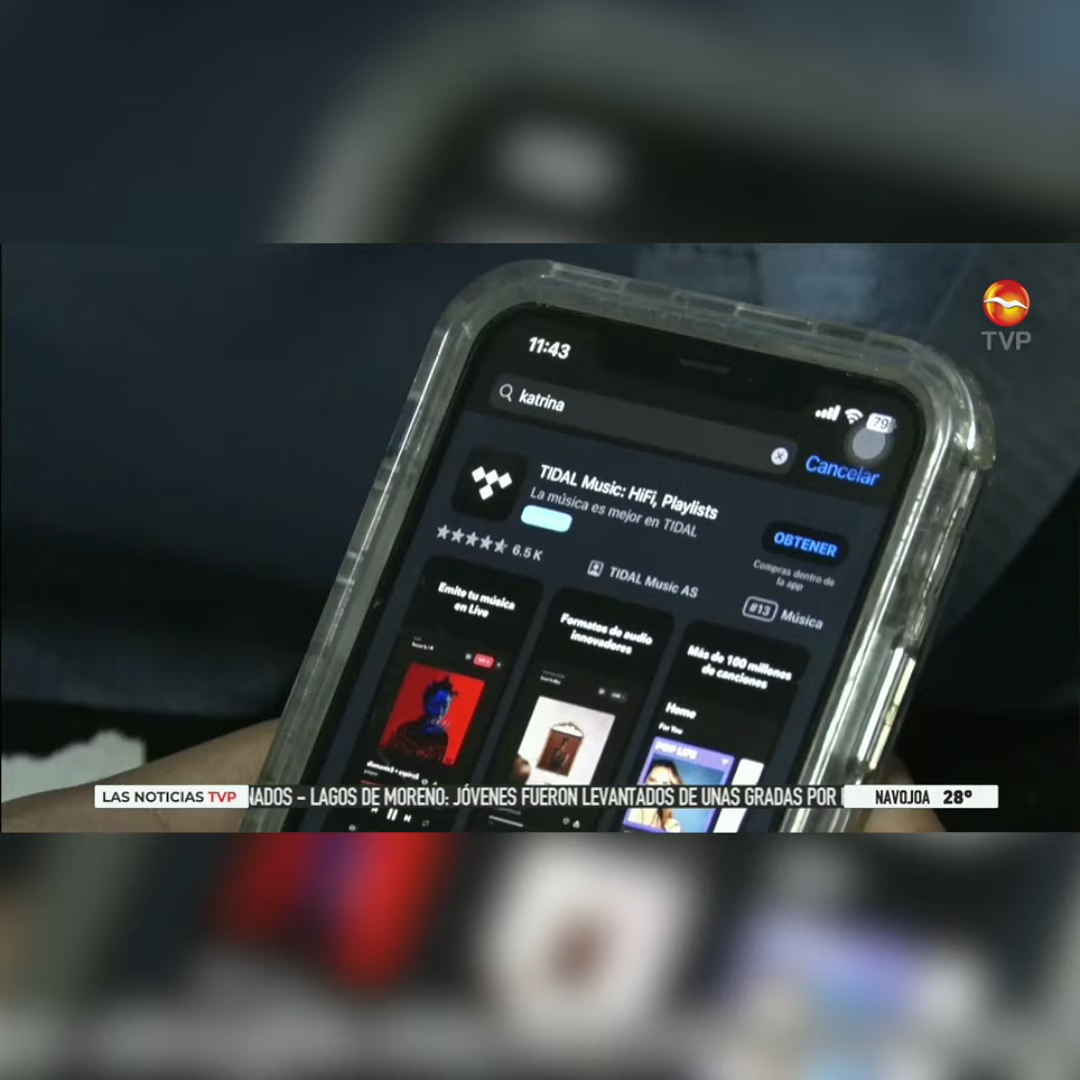 TVP
11:43
79
katrina
Cancelar
TIDAL Music: HiFi, Playlists
La música es mejor en TIDAL
OBTENER
Compras dentro de
la app
6.5 K
TIDAL Music AS
#13 Música
Emite tu música
en Live
Formatos de audio
innovadores
Más de 100 millones
de canciones
Home
For You
POP LIFE
LAS NOTICIAS TVP
NADOS – LAGOS DE MORENO: JÓVENES FUERON LEVANTADOS DE UNAS GRADAS POR
NAVOJOA 28°